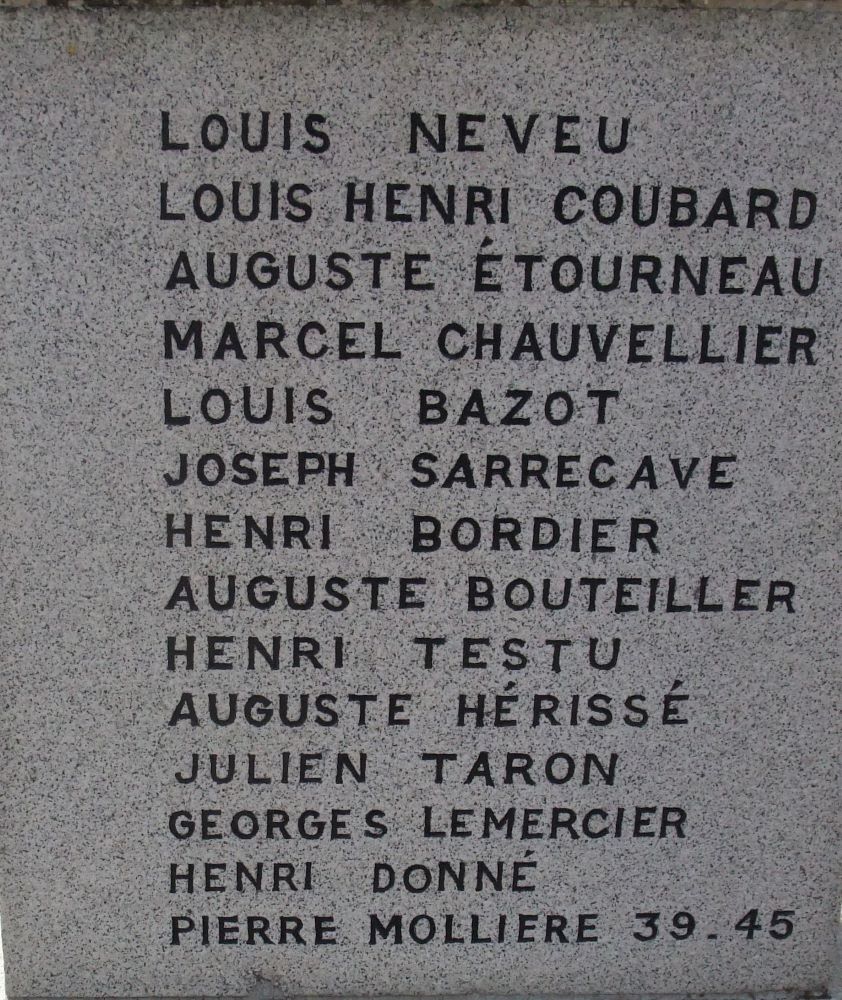 LOUIS NEVEU
LOUIS HENRI COUBARD
AUGUSTE ÉTOURNEAU
MARCEL CHAUVELLIER
LOUIS BAZOT
JOSEPH SARRECAVE
HENRI BORDIER
AUGUSTE BOUTEILLER
HENRI TESTU
AUGUSTE HÉRISSÉ
JULIEN TARON
GEORGES LEMERCIER
HENRI DONNÉ
PIERRE MOLLIERE 39-45